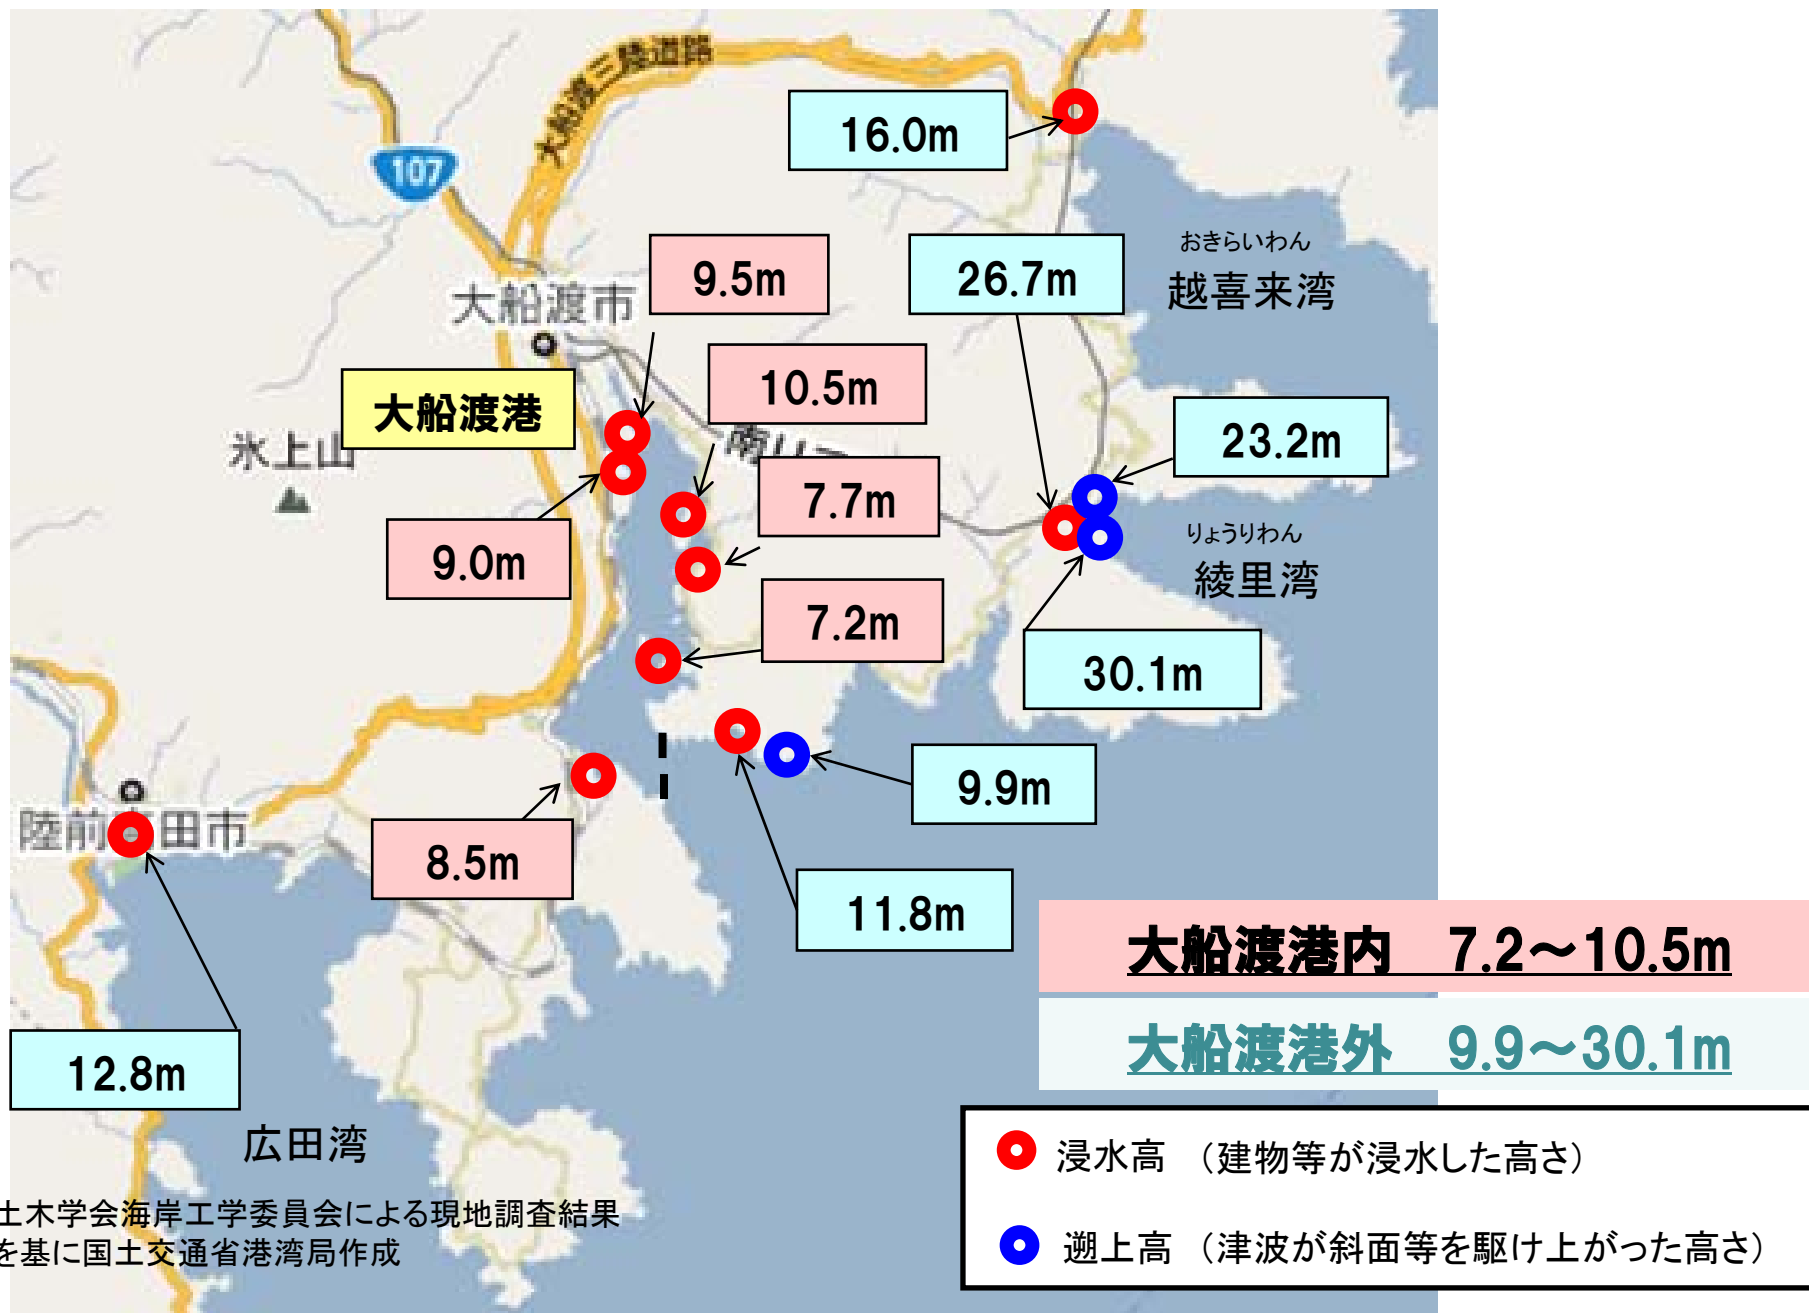 大船渡三陸道路
16.0m
107
おきらいわん
越喜来湾
9.5m
26.7m
大船渡市
10.5m
大船渡港
23.2m
氷上山
7.7m
りょうりわん
綾里湾
9.0m
7.2m
30.1m
9.9m
陸前 田市
8.5m
11.8m
大船渡港内 7.2～10.5m
大船渡港外 9.9～30.1m
12.8m
広田湾
浸水高 （建物等が浸水した高さ）
遡上高 （津波が斜面等を駆け上がった高さ）
土木学会海岸工学委員会による現地調査結果
を基に国土交通省港湾局作成